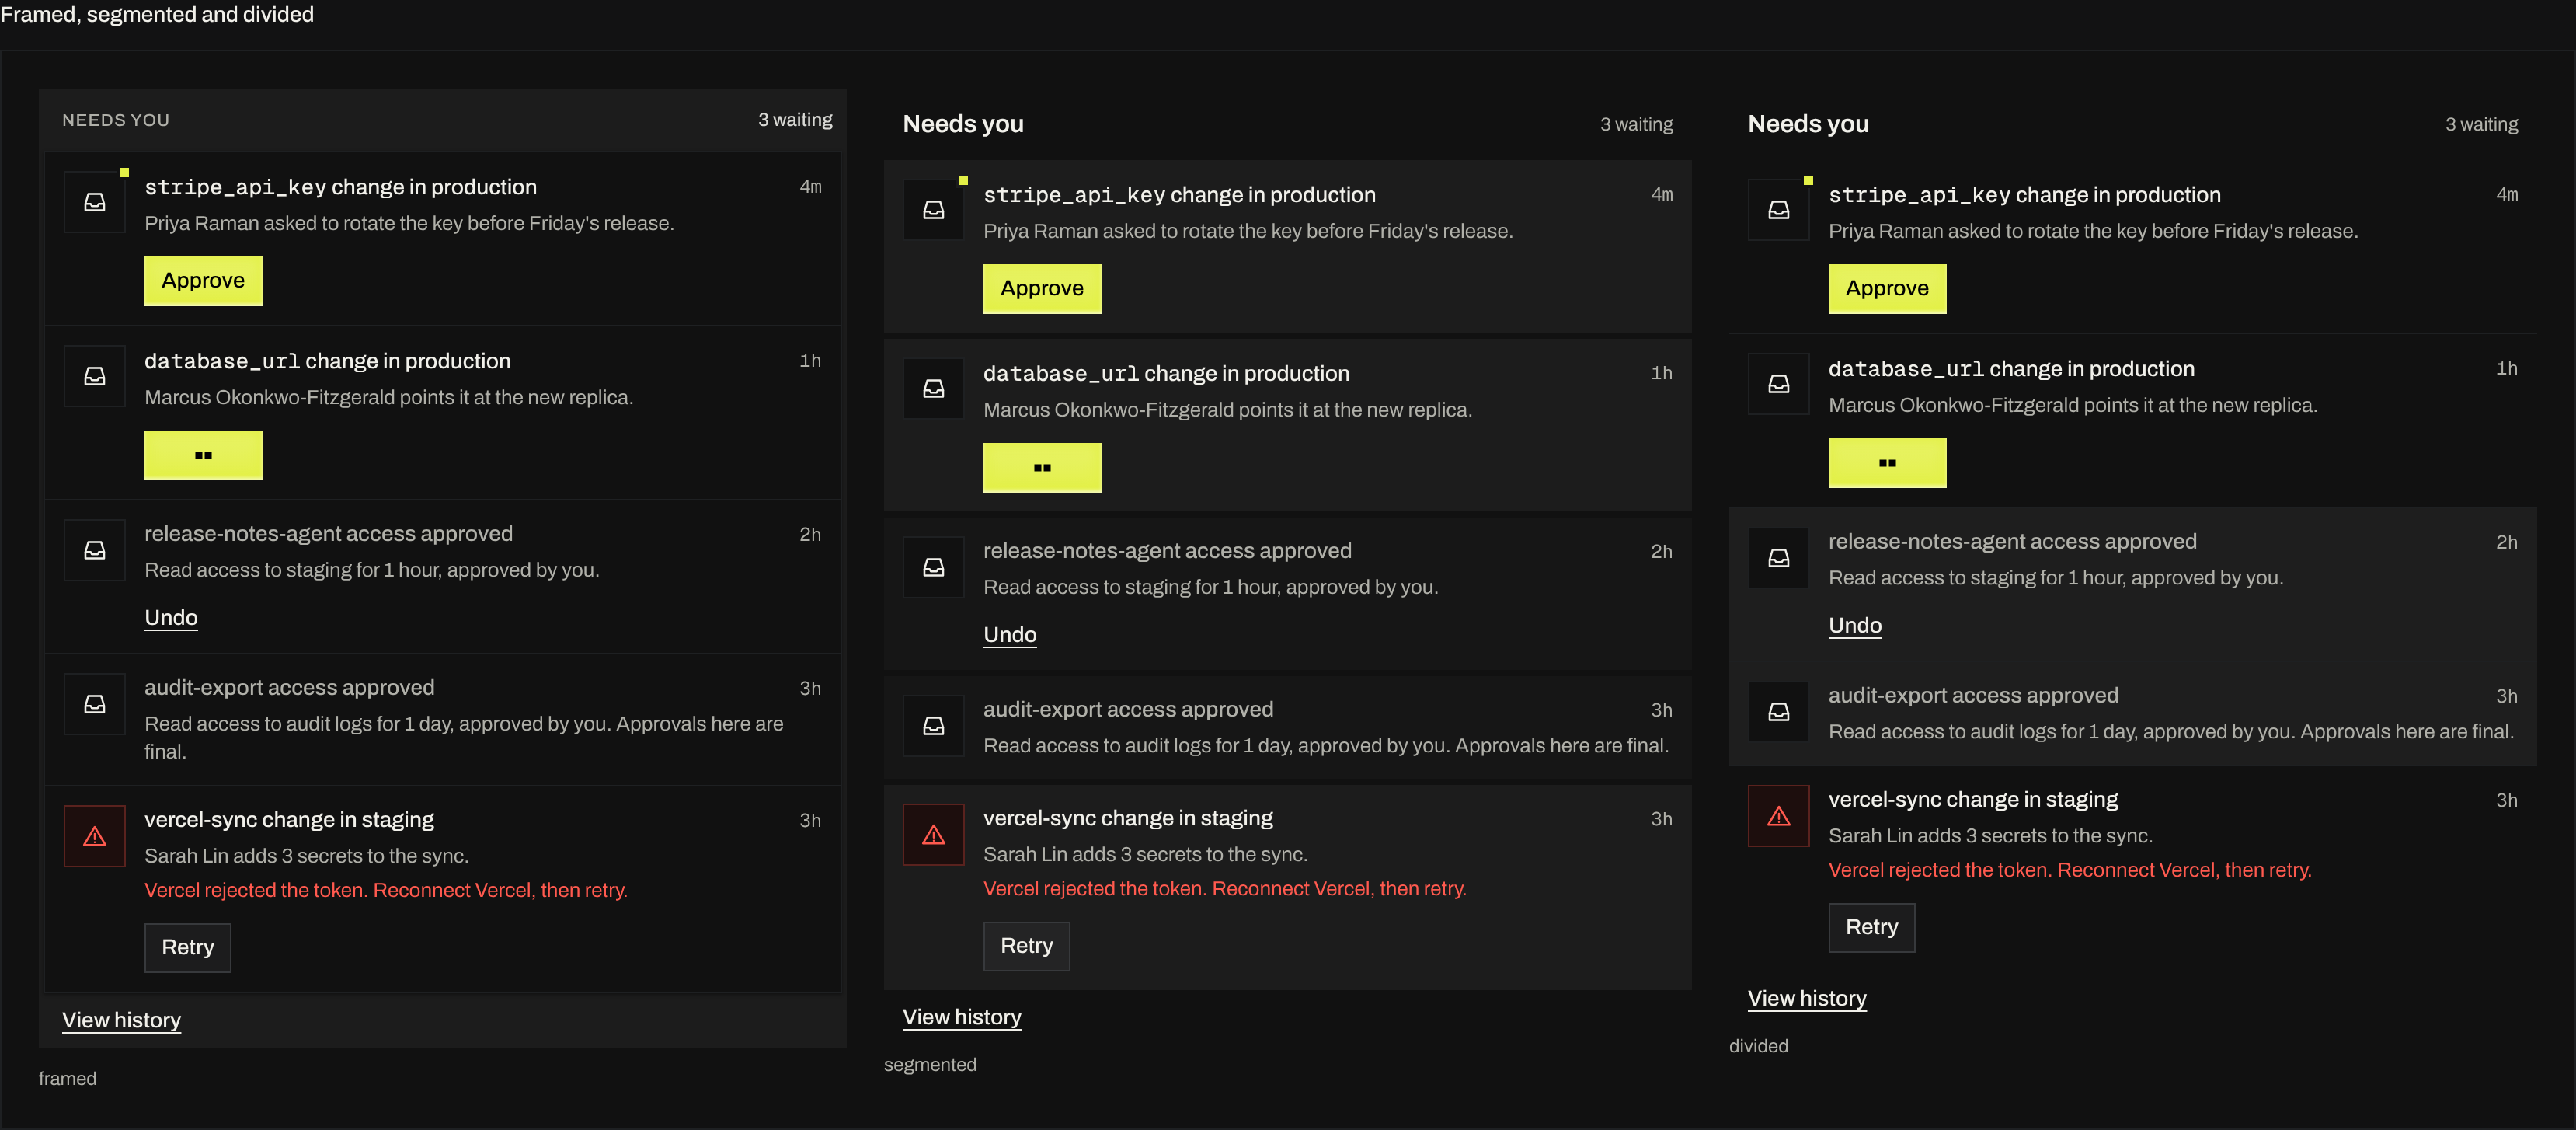 Framed, segmented and divided
NEEDS YOU
3 waiting
stripe_api_key change in production
4m
Priya Raman asked to rotate the key before Friday's release.
Approve
database_url change in production
1h
Marcus Okonkwo-Fitzgerald points it at the new replica.
release-notes-agent access approved
2h
Read access to staging for 1 hour, approved by you.
Undo
audit-export access approved
3h
Read access to audit logs for 1 day, approved by you. Approvals here are
final.
vercel-sync change in staging
3h
Sarah Lin adds 3 secrets to the sync.
Vercel rejected the token. Reconnect Vercel, then retry.
Retry
View history
framed
Needs you
3 waiting
stripe_api_key change in production
4m
Priya Raman asked to rotate the key before Friday's release.
Approve
database_url change in production
1h
Marcus Okonkwo-Fitzgerald points it at the new replica.
release-notes-agent access approved
2h
Read access to staging for 1 hour, approved by you.
Undo
audit-export access approved
3h
Read access to audit logs for 1 day, approved by you. Approvals here are final.
vercel-sync change in staging
3h
Sarah Lin adds 3 secrets to the sync.
Vercel rejected the token. Reconnect Vercel, then retry.
Retry
View history
segmented
Needs you
3 waiting
stripe_api_key change in production
4m
Priya Raman asked to rotate the key before Friday's release.
Approve
database_url change in production
1h
Marcus Okonkwo-Fitzgerald points it at the new replica.
release-notes-agent access approved
2h
Read access to staging for 1 hour, approved by you.
Undo
audit-export access approved
3h
Read access to audit logs for 1 day, approved by you. Approvals here are final.
vercel-sync change in staging
3h
Sarah Lin adds 3 secrets to the sync.
Vercel rejected the token. Reconnect Vercel, then retry.
Retry
View history
divided